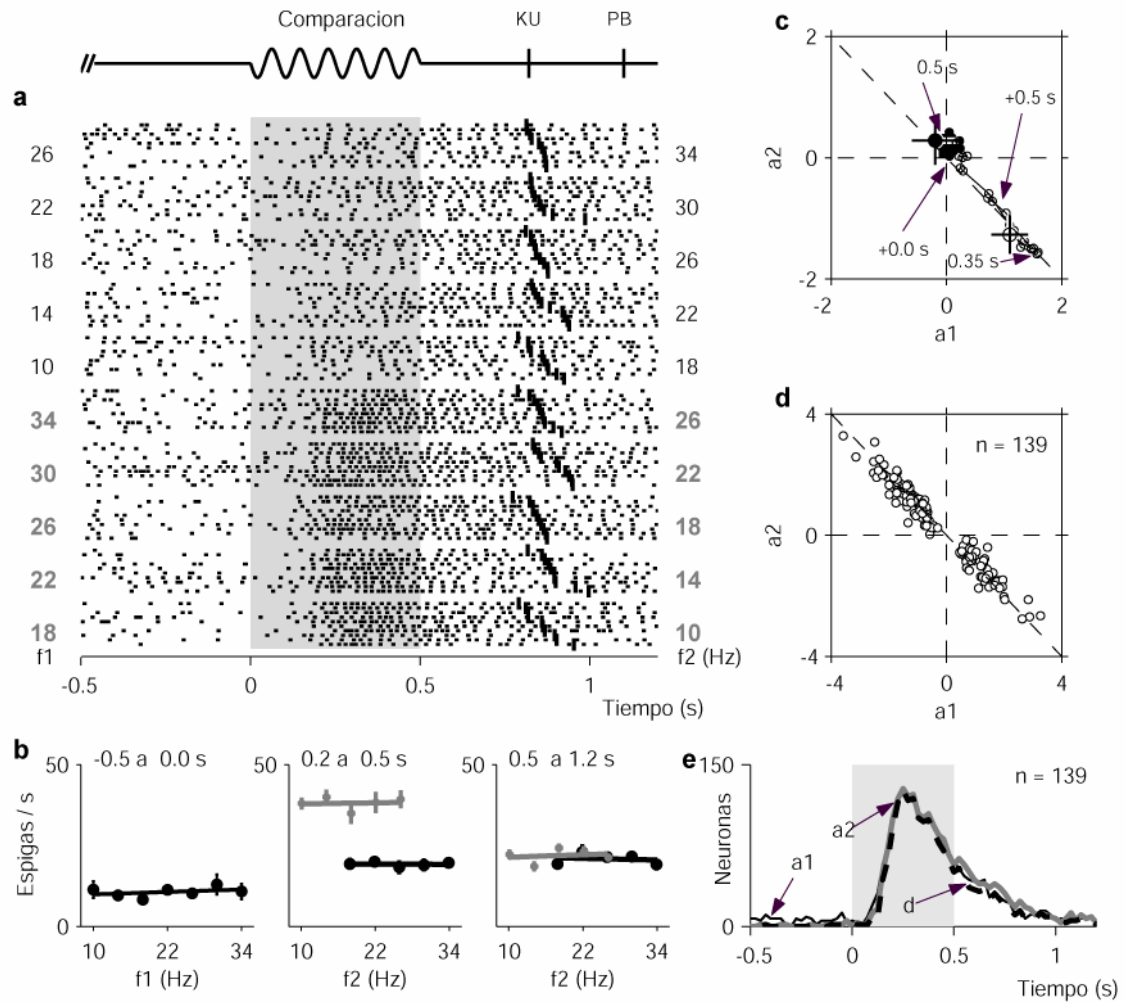 Comparacion KU PB
a
26 34
22 30
18 26
14 22
10 18
34 26
30 22
26 18
22 14
18 10
f1 f2 (Hz)
-0.5 0 0.5 1
Tiempo (s)
b
Espigas / s
50
0
-0.5 a 0.0 s
10 22 34
f1 (Hz)
50
0.2 a 0.5 s
10 22 34
f2 (Hz)
50
0.5 a 1.2 s
10 22 34
f2 (Hz)
c
2
0.5 s
+0.5 s
a2
0
+0.0 s
0.35 s
-2
-2 0 2
a1
d
4
n = 139
a2
0
-4
-4 0 4
a1
e
150
n = 139
Neuronas
a2
a1
d
0
-0.5 0 0.5 1
Tiempo (s)